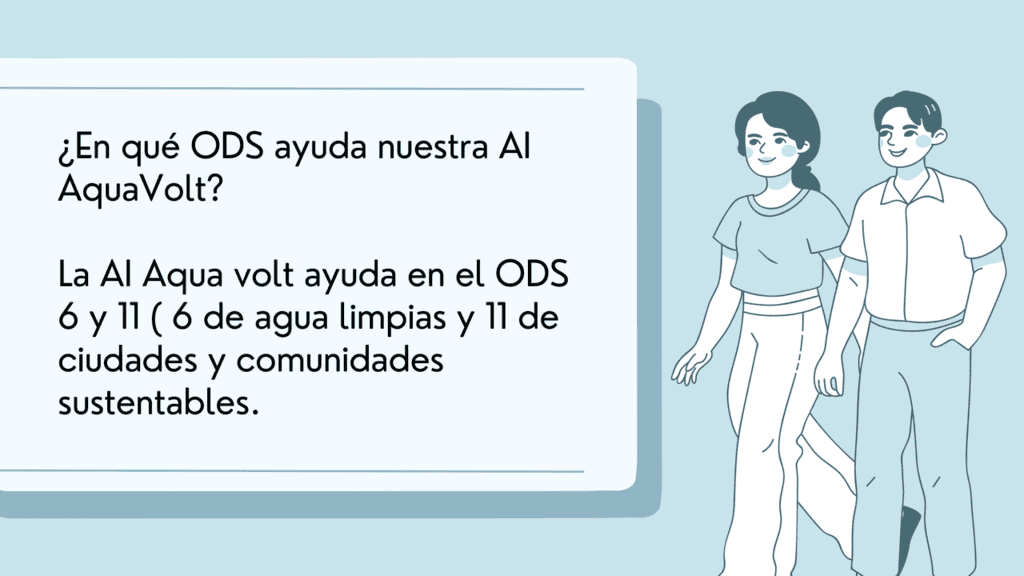 ¿En qué ODS ayuda nuestra AI
AquaVolt?
La AI Aqua volt ayuda en el ODS
6 y 11 ( 6 de agua limpias y 11 de
ciudades y comunidades
sustentables.